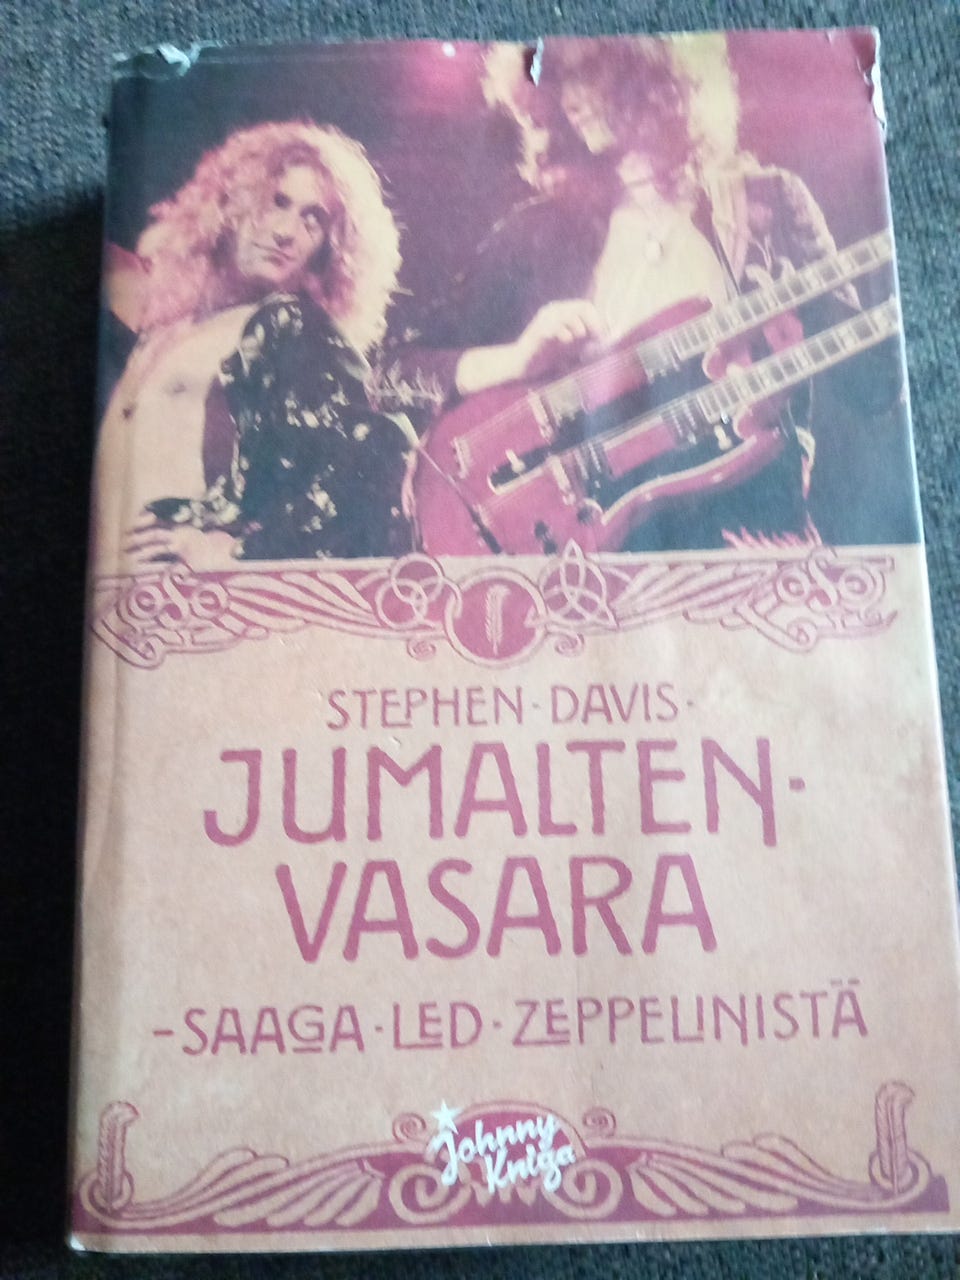 STEPHEN · DAVIS ·
JUMALTEN ·
VASARA
– SAAGA · LED · ZEPPELINISTÄ
Johnny
Kniga